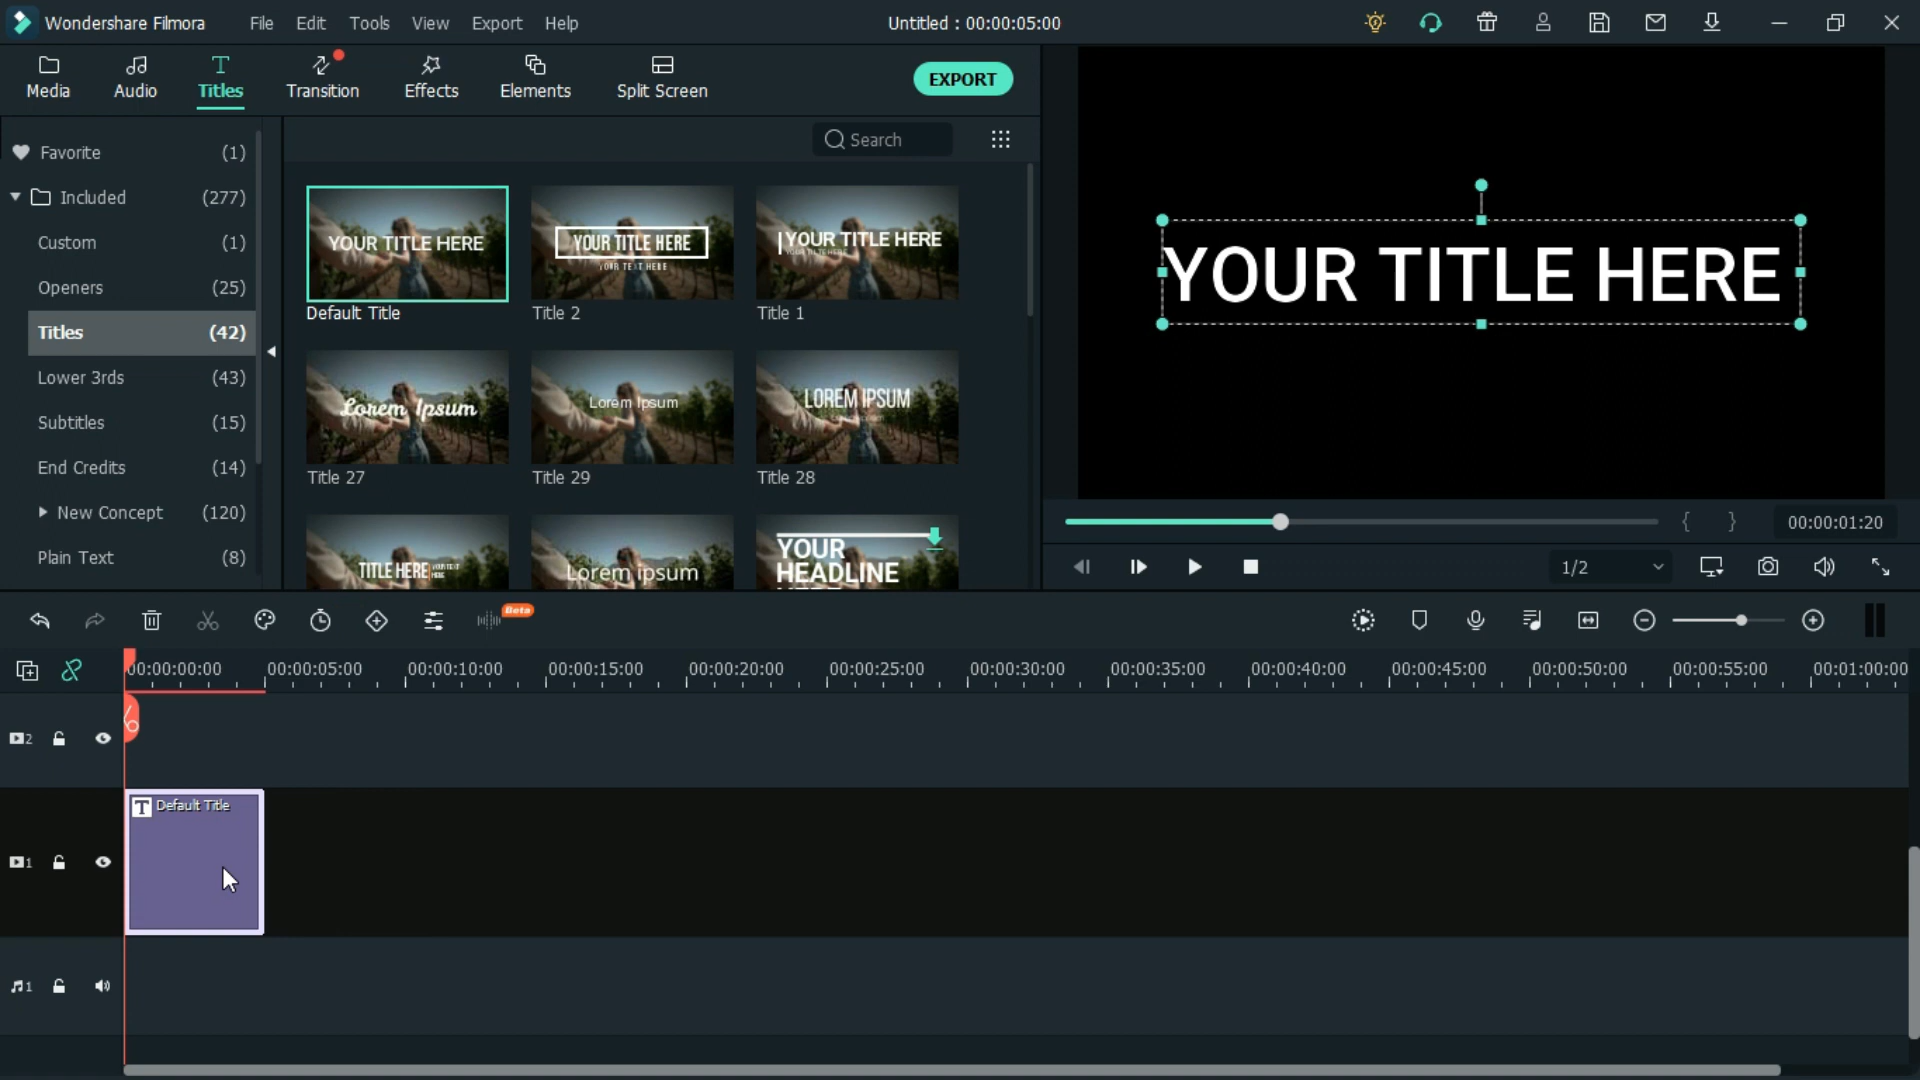 Wondershare Filmora File Edit Tools View Export Help Untitled : 00:00:05:00
Media Audio Titles Transition Effects Elements Split Screen EXPORT
Favorite (1)
Included (277)
Custom (1)
Openers (25)
Titles (42)
Lower 3rds (43)
Subtitles (15)
End Credits (14)
New Concept (120)
Plain Text (8)
Search
YOUR TITLE HERE
YOUR TITLE HERE
YOUR TEXT HERE
YOUR TITLE HERE
Default Title Title 2 Title 1
Lorem Ipsum Lorem Ipsum LOREM IPSUM
Title 27 Title 29 Title 28
TITLE HERE
Lorem ipsum
YOUR
HEADLINE
YOUR TITLE HERE
{ } 00:00:01:20
1/2
Beta
00:00:00:00 00:00:05:00 00:00:10:00 00:00:15:00 00:00:20:00 00:00:25:00 00:00:30:00 00:00:35:00 00:00:40:00 00:00:45:00 00:00:50:00 00:00:55:00 00:01:00:00
2
T Default Title
1
1